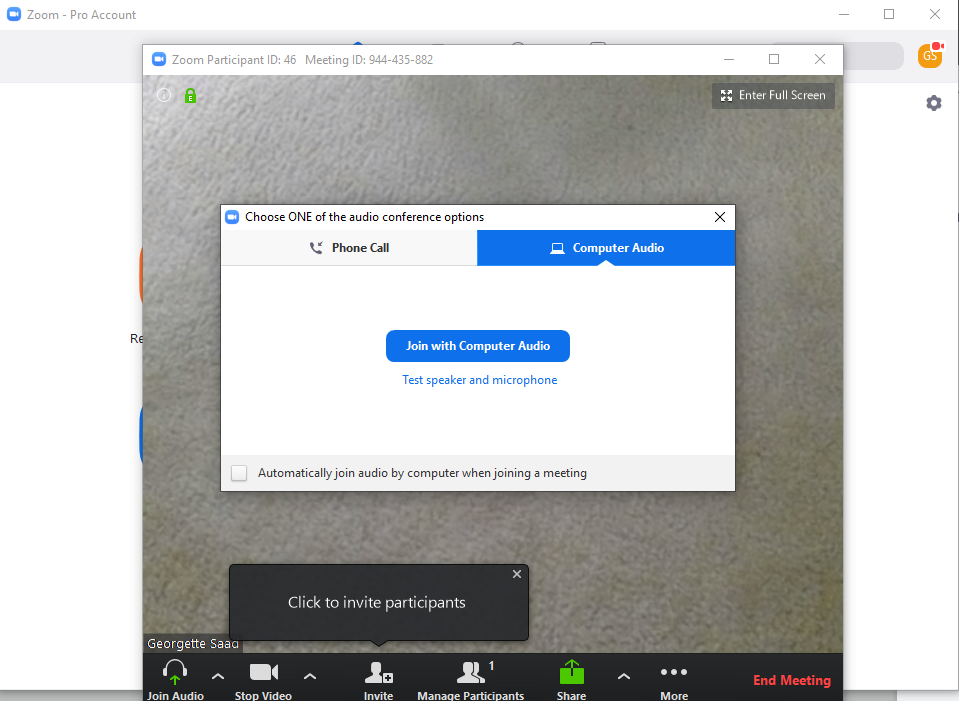 Zoom - Pro Account
GS
Zoom Participant ID: 46 Meeting ID: 944-435-882
E
Enter Full Screen
Choose ONE of the audio conference options
Phone Call
Computer Audio
Join with Computer Audio
Test speaker and microphone
Automatically join audio by computer when joining a meeting
Re
Click to invite participants
Georgette Saad
1
Join Audio
Stop Video
Invite
Manage Participants
Share
More
End Meeting